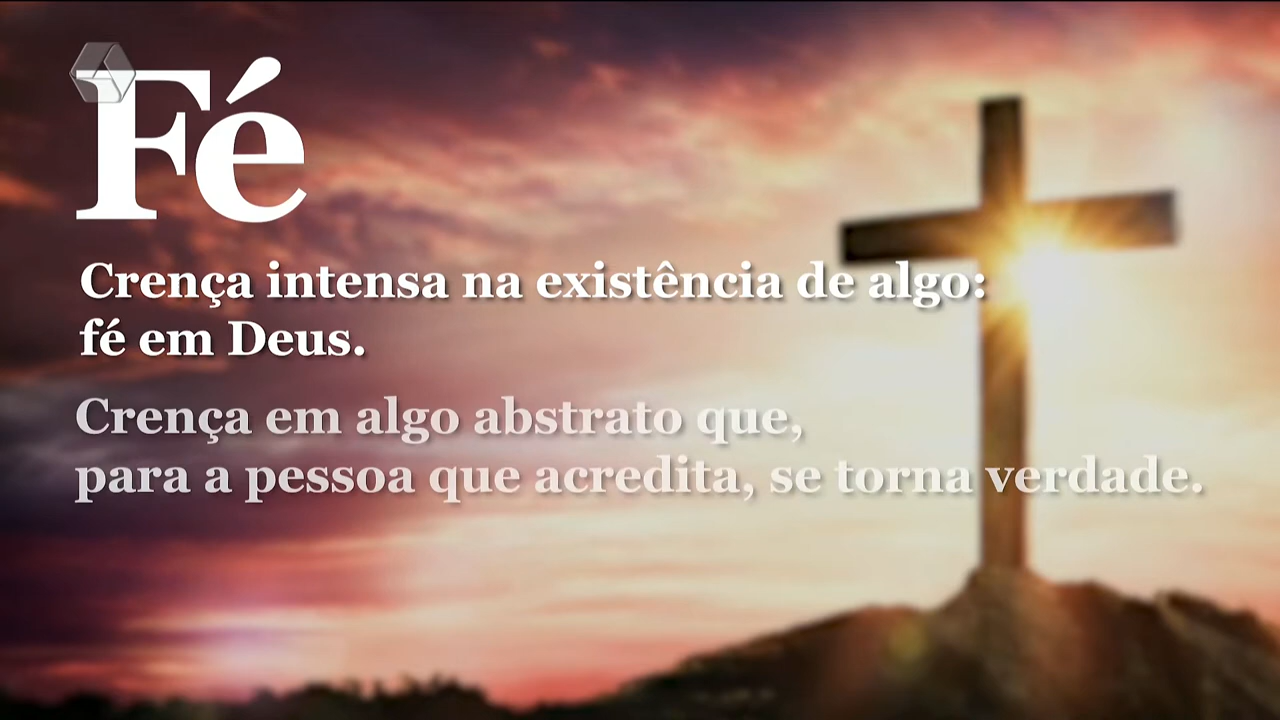 Fé
Crença intensa na existência de algo:
fé em Deus.
Crença em algo abstrato que,
para a pessoa que acredita, se torna verdade.